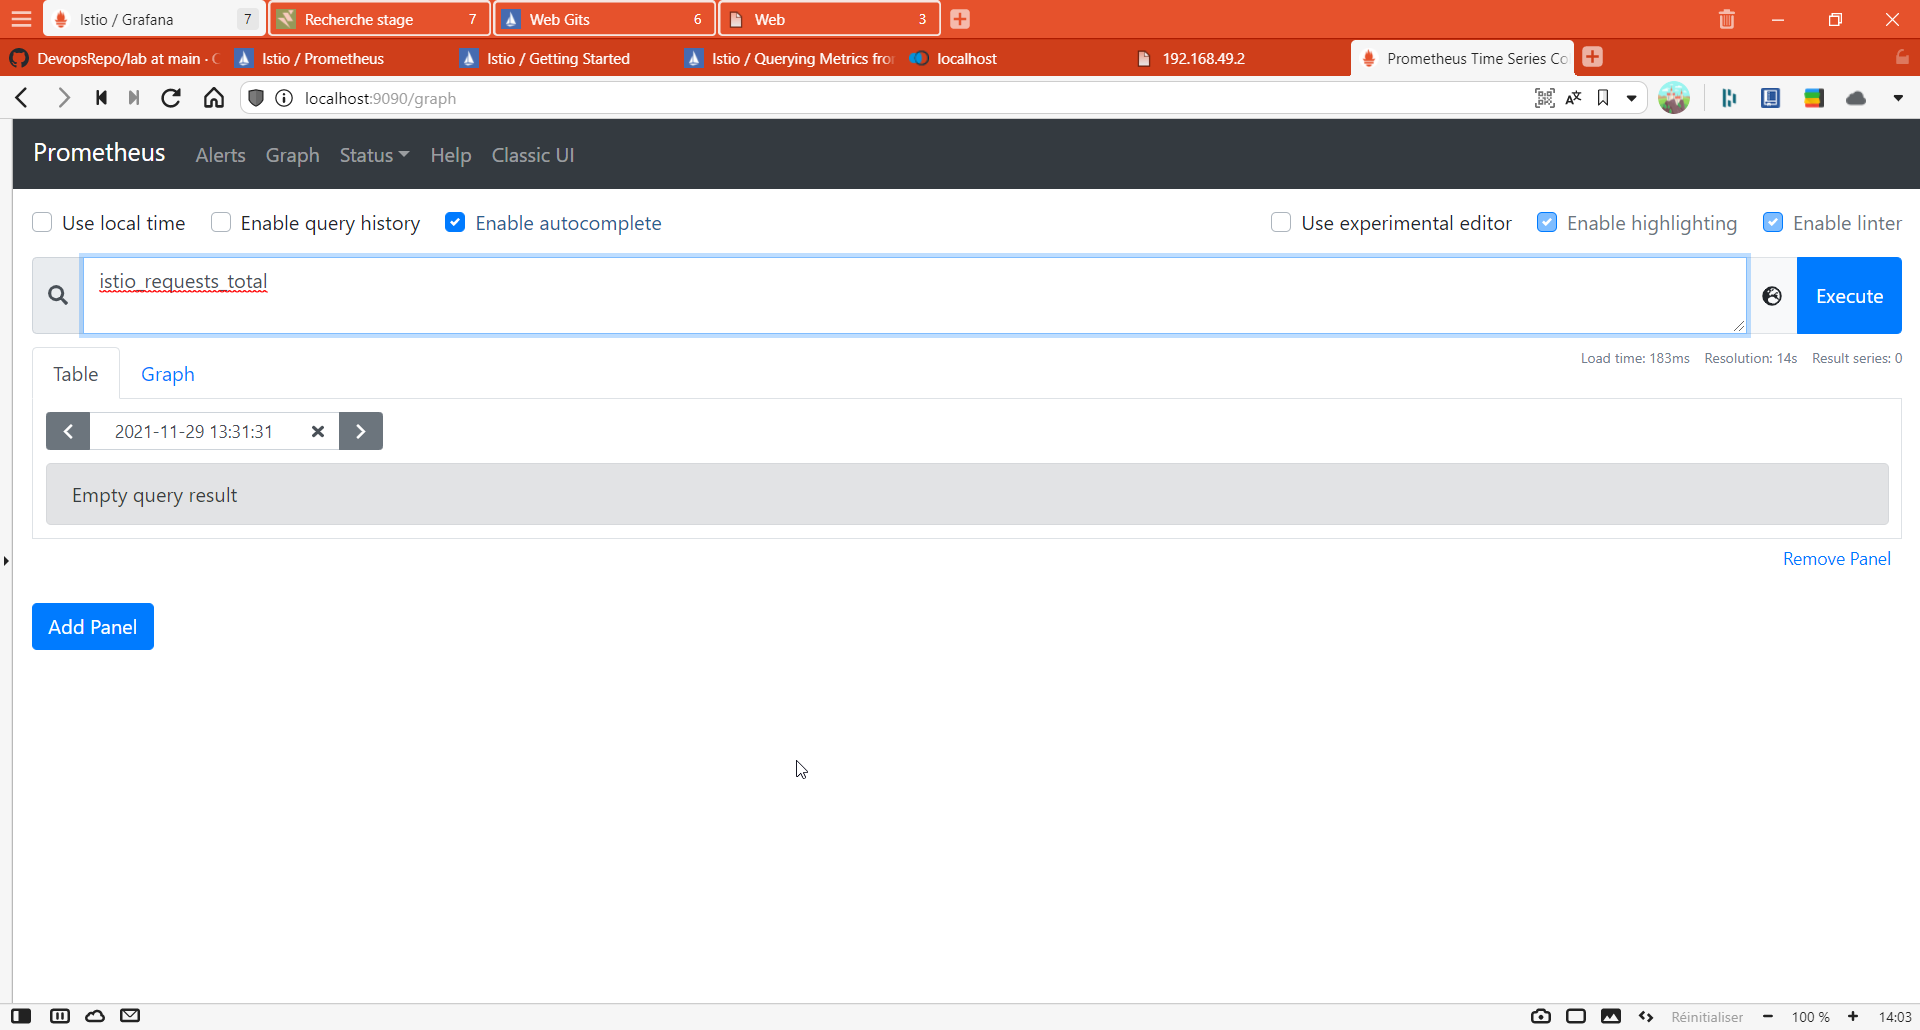 Istio / Grafana 7 Recherche stage 7 Web Gits 6 Web 3
DevopsRepo/lab at main · Istio / Prometheus Istio / Getting Started Istio / Querying Metrics fro localhost 192.168.49.2 Prometheus Time Series Co
localhost:9090/graph
Prometheus Alerts Graph Status Help Classic UI
Use local time Enable query history Enable autocomplete Use experimental editor Enable highlighting Enable linter
istio_requests_total
Execute
Load time: 183ms Resolution: 14s Result series: 0
Table Graph
2021-11-29 13:31:31
Empty query result
Remove Panel
Add Panel
Réinitialiser 100 % 14:03